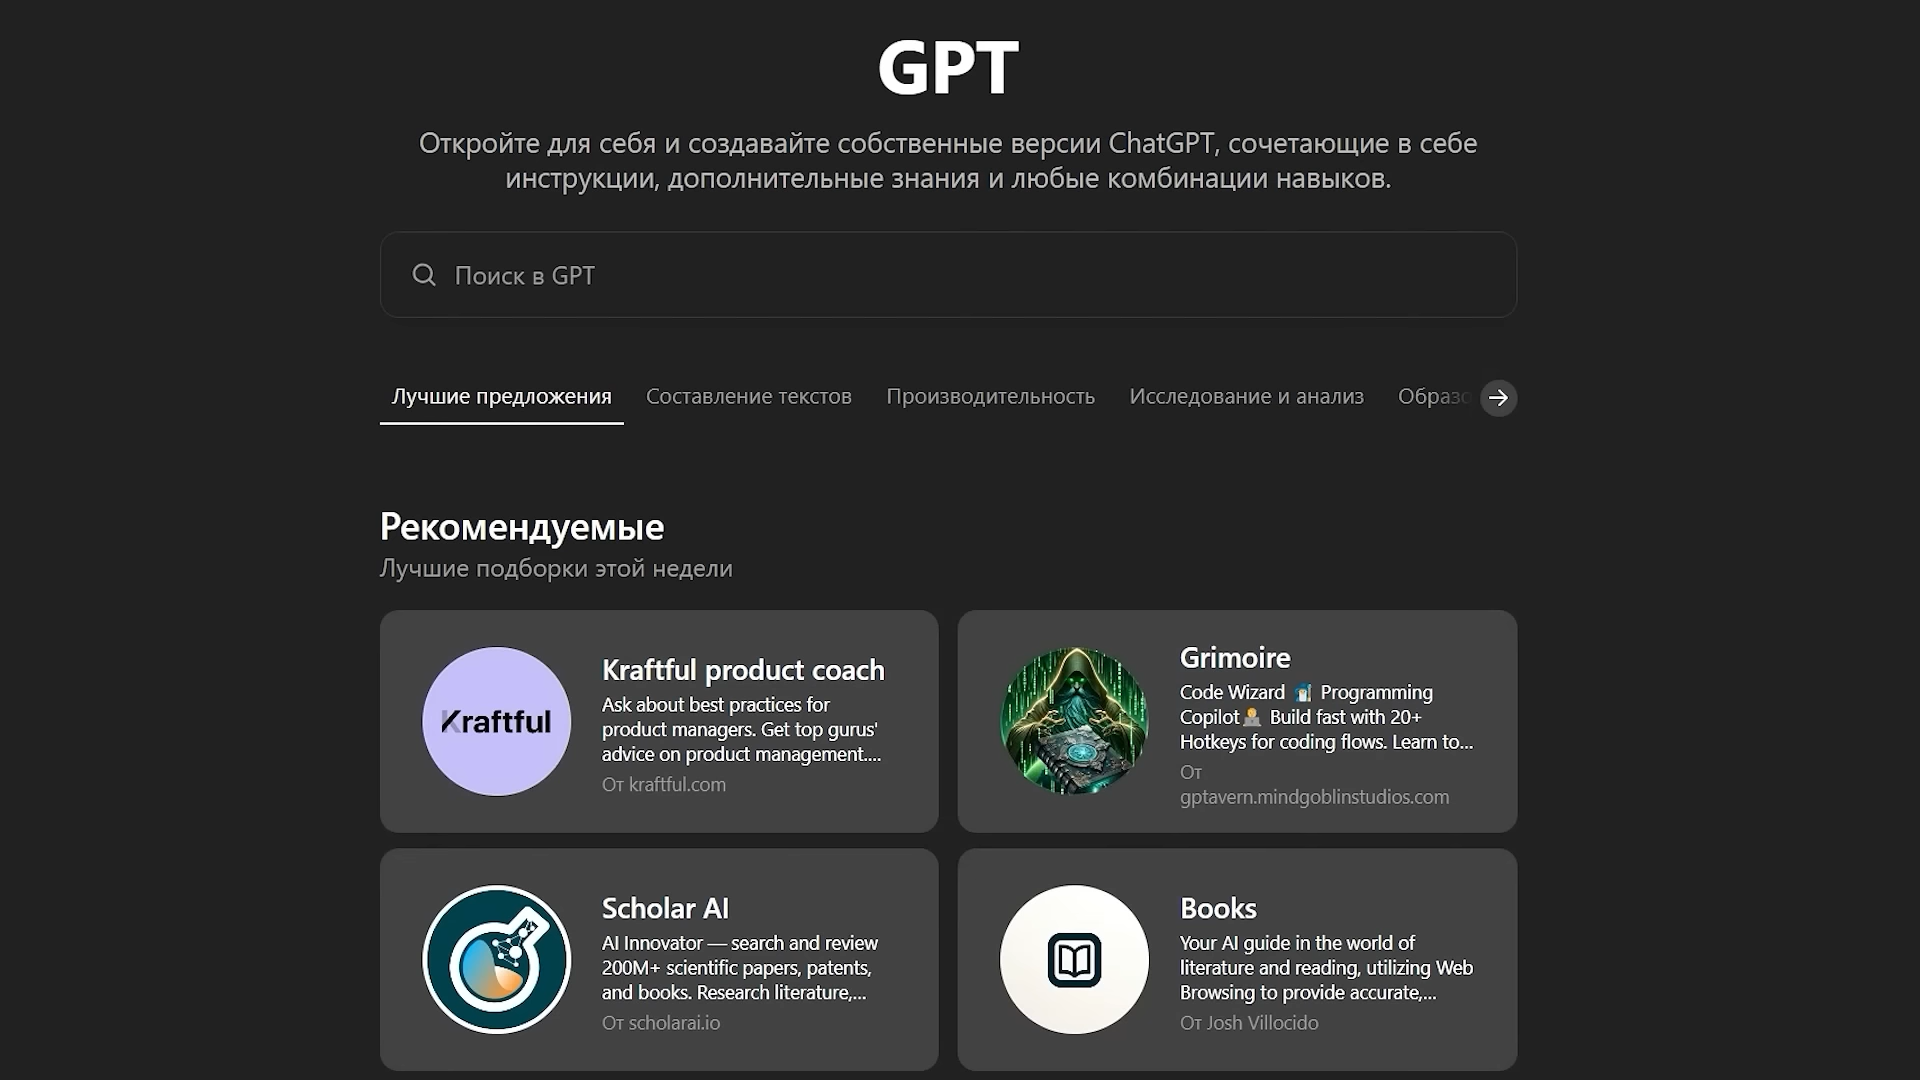 GPT
Откройте для себя и создавайте собственные версии ChatGPT, сочетающие в себе
инструкции, дополнительные знания и любые комбинации навыков.
Поиск в GPT
Лучшие предложения Составление текстов Производительность Исследование и анализ Образо
Рекомендуемые
Лучшие подборки этой недели
Kraftful
Kraftful product coach
Ask about best practices for
product managers. Get top gurus'
advice on product management....
От kraftful.com
Grimoire
Code Wizard 🧙‍♂️ Programming
Copilot🧑‍💻 Build fast with 20+
Hotkeys for coding flows. Learn to...
От
gptavern.mindgoblinstudios.com
Scholar AI
AI Innovator — search and review
200M+ scientific papers, patents,
and books. Research literature,...
От scholarai.io
Books
Your AI guide in the world of
literature and reading, utilizing Web
Browsing to provide accurate,...
От Josh Villocido